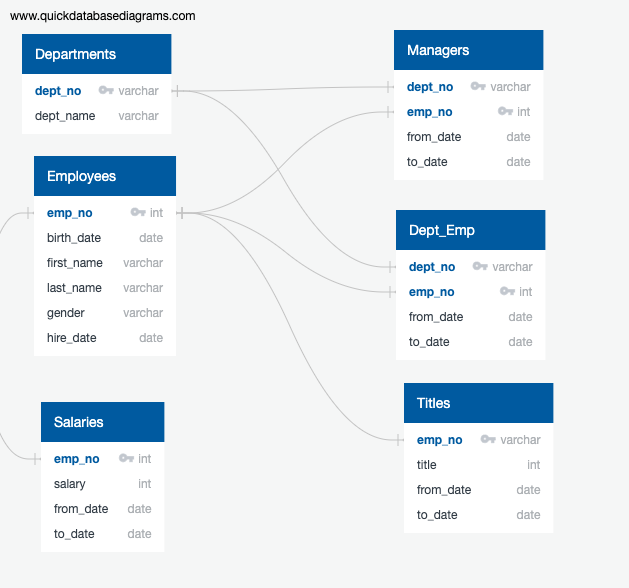 www.quickdatabasediagrams.com
Departments
dept_no varchar
dept_name varchar
Employees
emp_no int
birth_date date
first_name varchar
last_name varchar
gender varchar
hire_date date
Salaries
emp_no int
salary int
from_date date
to_date date
Managers
dept_no varchar
emp_no int
from_date date
to_date date
Dept_Emp
dept_no varchar
emp_no int
from_date date
to_date date
Titles
emp_no varchar
title int
from_date date
to_date date